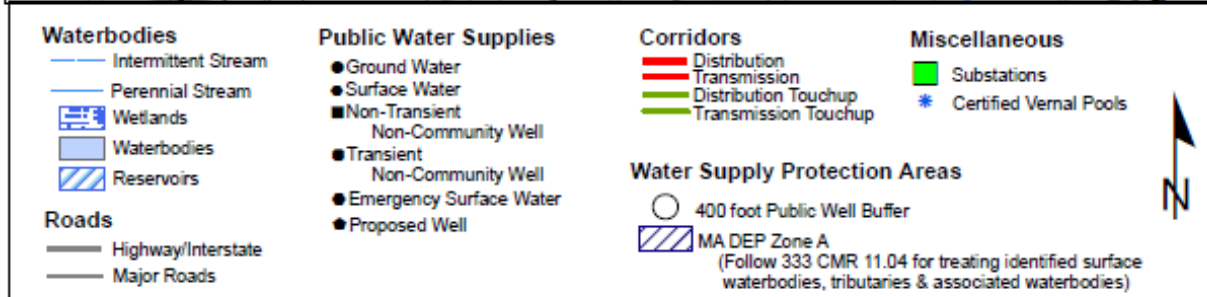 Waterbodies
Intermittent Stream
Perennial Stream
Wetlands
Waterbodies
Reservoirs
Roads
Highway/Interstate
Major Roads
Public Water Supplies
Ground Water
Surface Water
Non-Transient
Non-Community Well
Transient
Non-Community Well
Emergency Surface Water
Proposed Well
Corridors
Distribution
Transmission
Distribution Touchup
Transmission Touchup
Miscellaneous
Substations
Certified Vernal Pools
Water Supply Protection Areas
400 foot Public Well Buffer
MA DEP Zone A
(Follow 333 CMR 11.04 for treating identified surface
waterbodies, tributaries & associated waterbodies)
N